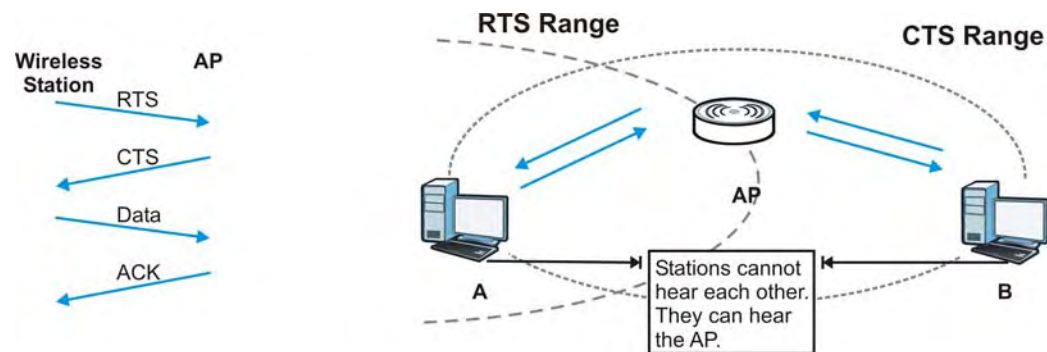 Wireless
Station
AP
RTS
CTS
Data
ACK
RTS Range
CTS Range
AP
A
B
Stations cannot
hear each other.
They can hear
the AP.